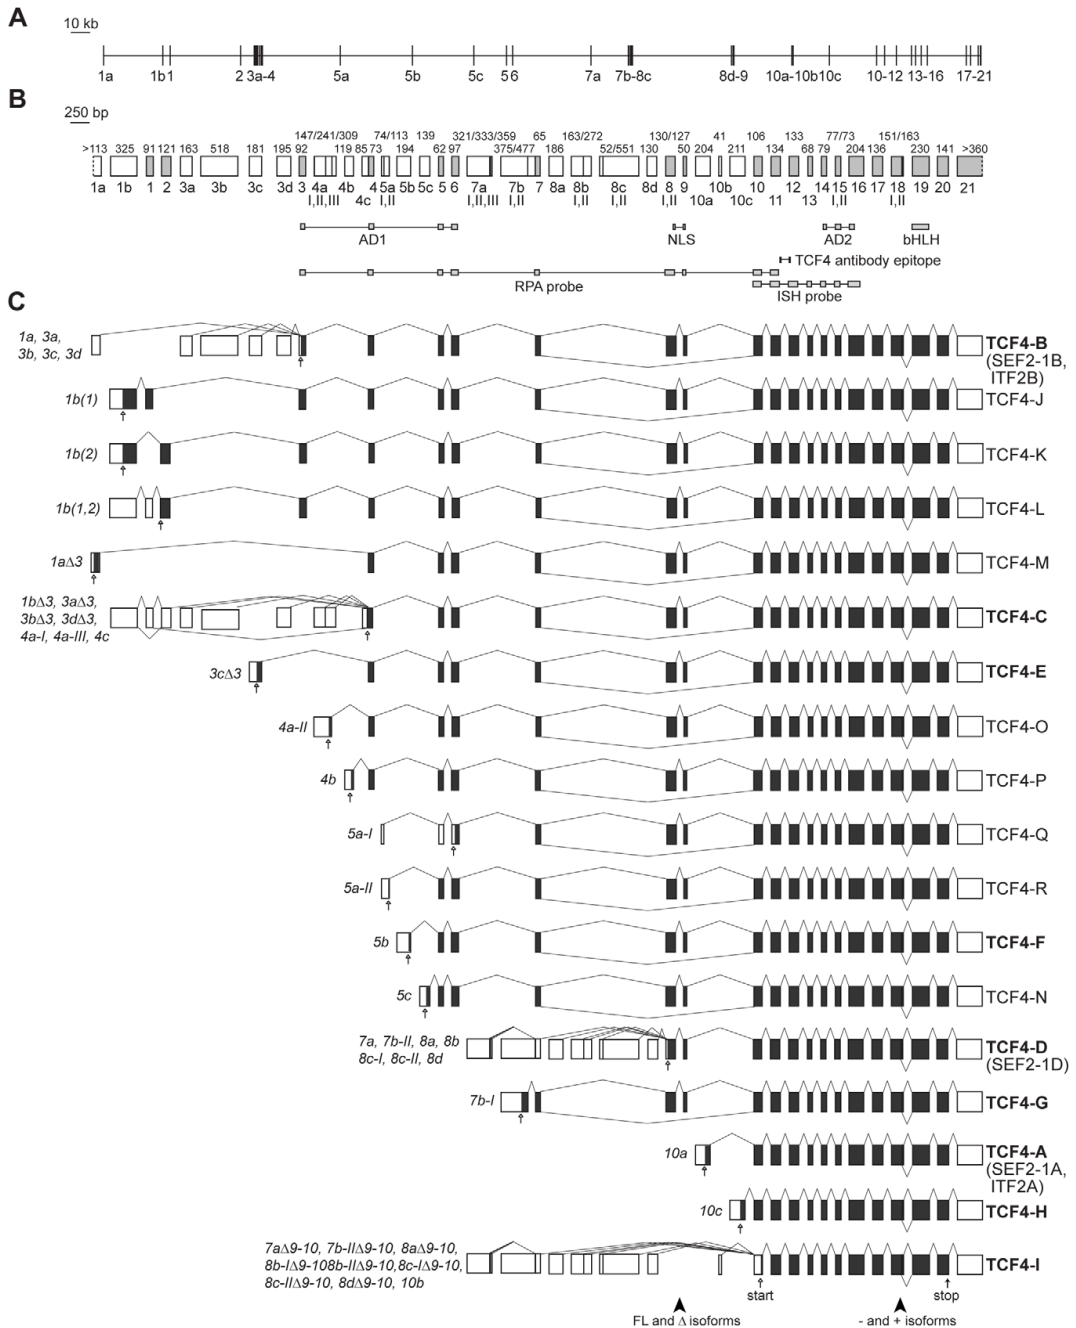 A
10 kb
1a 1b1 2 3a-4 5a 5b 5c 56 7a 7b-8c 8d-9 10a-10b10c 10-12 13-16 17-21
B
250 bp
147/241/309 74/113 139 321/333/359 65 163/272 130/127 41 106 133 77/73 151/163
>113 325 91 121 163 518 181 195 92 119 85 73 194 62 97 375/477 186 52/551 130 50 204 211 134 68 79 204 136 230 141 >360
1a 1b 1 2 3a 3b 3c 3d 3 4a 4b 4 5a 5b 5c 5 6 7a 7b 7 8a 8b 8c 8d 8 9 10b 10 12 14 15 16 17 18 19 20 21
I,II,III 4c I,II I,II,III I,II I,II I,II I,II 10a 10c 11 13 I,II I,II
AD1 NLS AD2 bHLH
TCF4 antibody epitope
RPA probe
ISH probe
C
1a, 3a,
3b, 3c, 3d
TCF4-B
(SEF2-1B,
ITF2B)
1b(1) TCF4-J
1b(2) TCF4-K
1b(1,2) TCF4-L
1aΔ3 TCF4-M
1bΔ3, 3aΔ3,
3bΔ3, 3dΔ3,
4a-I, 4a-III, 4c
TCF4-C
3cΔ3 TCF4-E
4a-II TCF4-O
4b TCF4-P
5a-I TCF4-Q
5a-II TCF4-R
5b TCF4-F
5c TCF4-N
7a, 7b-II, 8a, 8b
8c-I, 8c-II, 8d
TCF4-D
(SEF2-1D)
7b-I TCF4-G
10a TCF4-A
(SEF2-1A,
ITF2A)
10c TCF4-H
7aΔ9-10, 7b-IIΔ9-10, 8aΔ9-10,
8b-IΔ9-108b-IIΔ9-10,8c-IΔ9-10,
8c-IIΔ9-10, 8dΔ9-10, 10b
TCF4-I
start stop
FL and Δ isoforms - and + isoforms